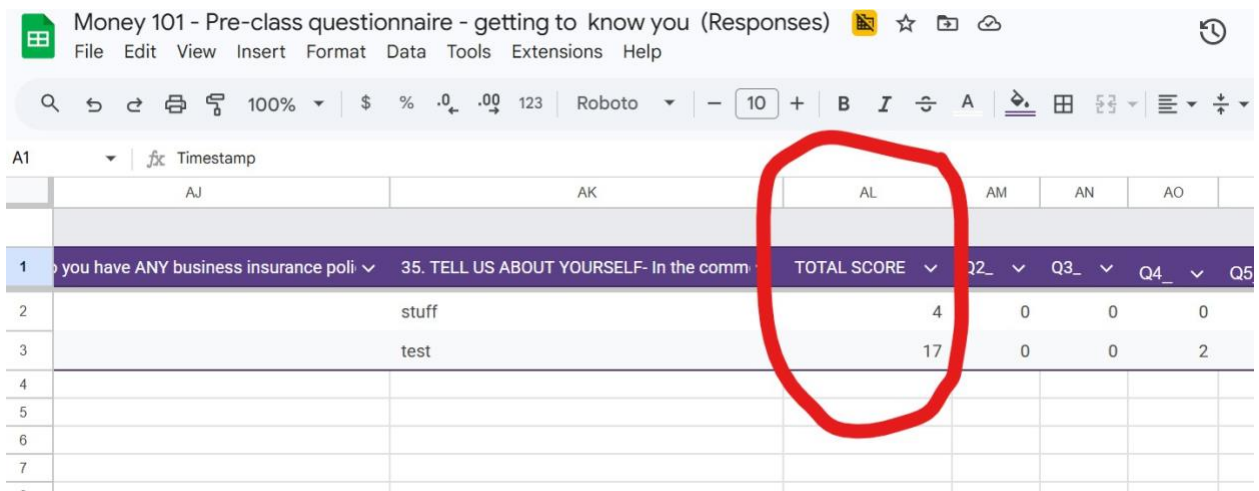 Money 101 - Pre-class questionnaire - getting to know you (Responses)
File Edit View Insert Format Data Tools Extensions Help
100% $ % .0 .00 123 Roboto - 10 + B I S A
A1 fx Timestamp
AJ AK AL AM AN AO
1 you have ANY business insurance poli 35. TELL US ABOUT YOURSELF- In the comm TOTAL SCORE Q2_ Q3_ Q4_ Q5
2 stuff 4 0 0 0
3 test 17 0 0 2
4
5
6
7